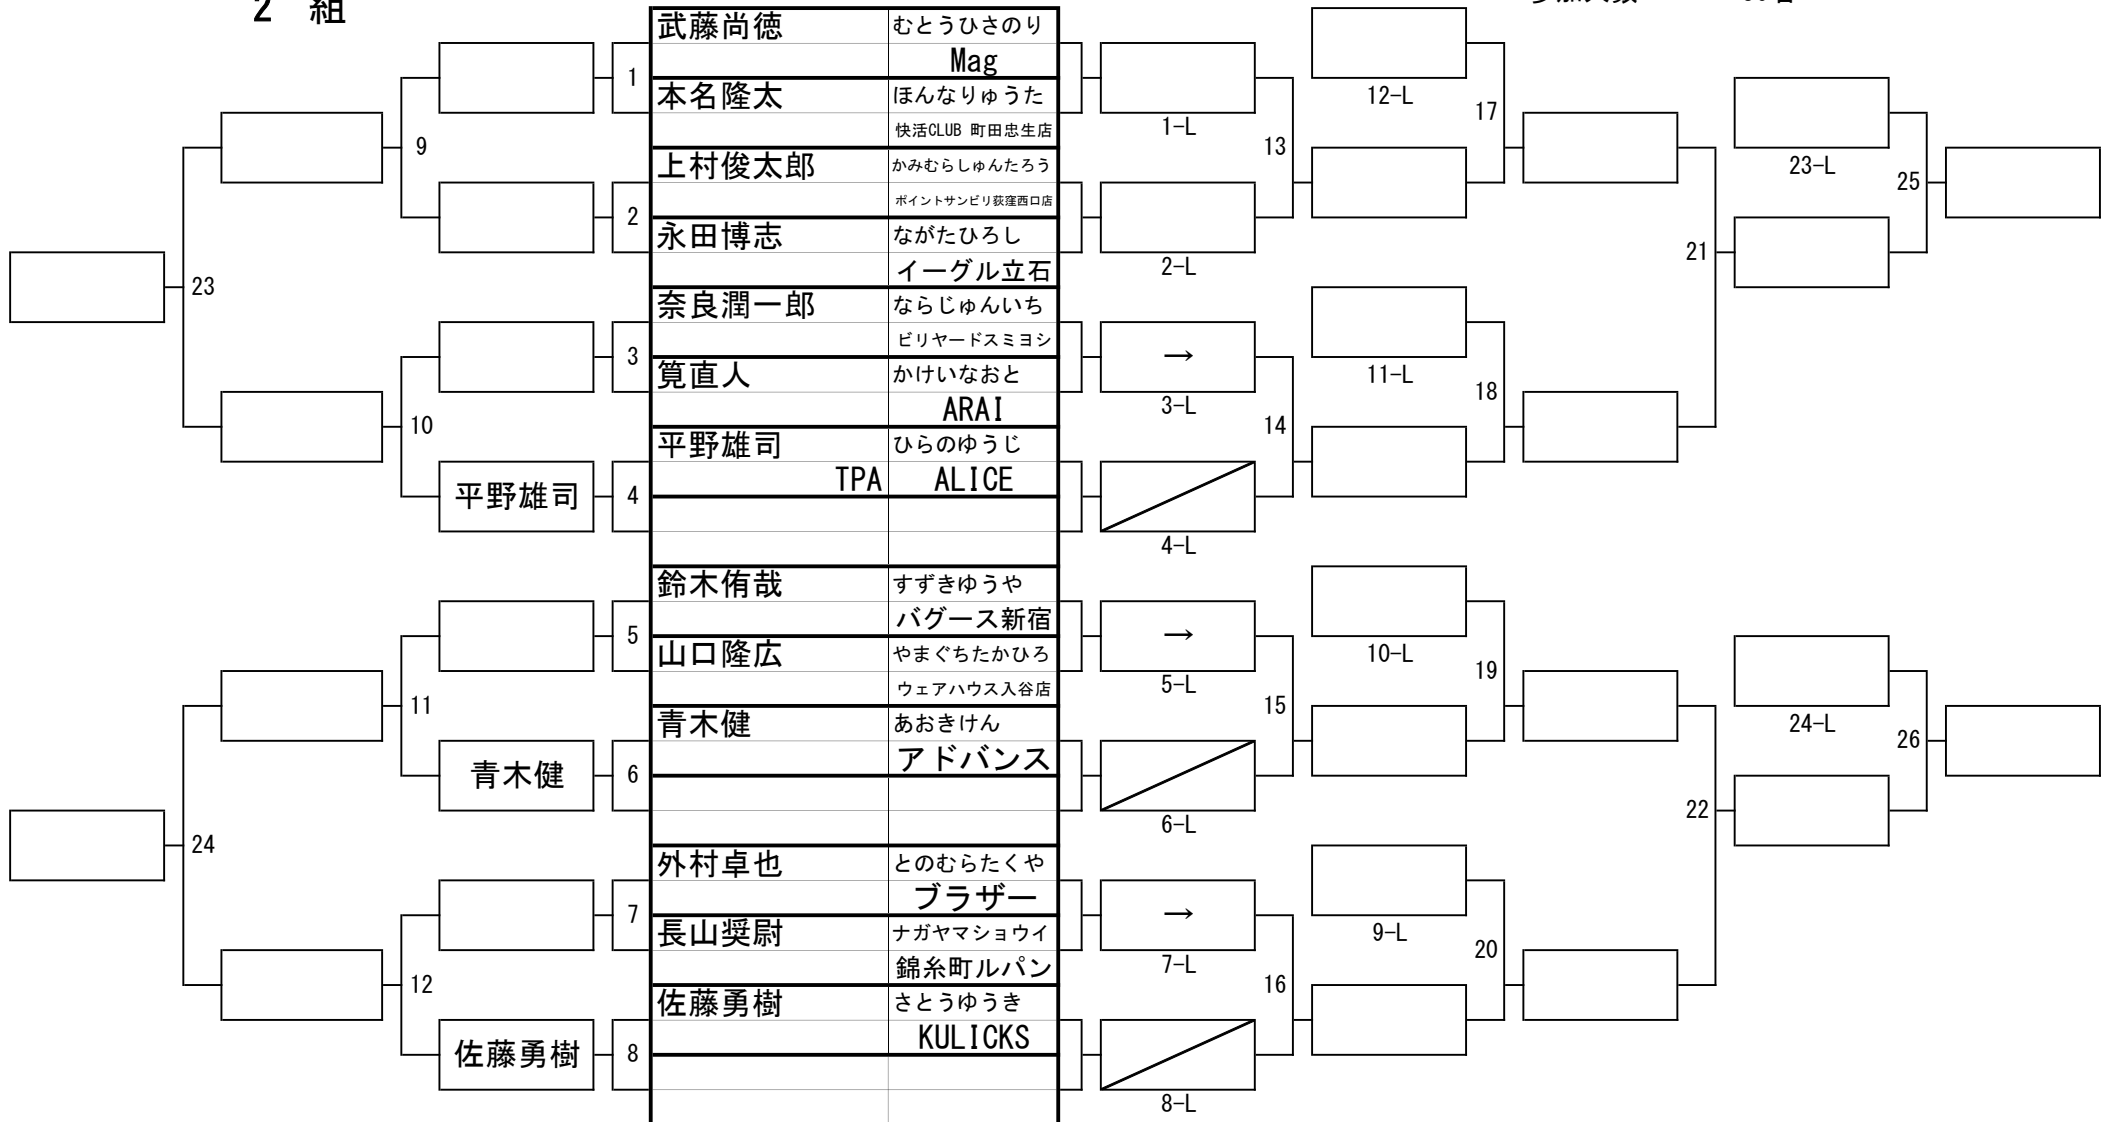 2 組
武藤尚徳 むとうひさのり
Mag
1
本名隆太 ほんなりゅうた
快活CLUB 町田忠生店
1-L
12-L
17
9
13
上村俊太郎 かみむらしゅんたろう
ポイントサンビリ荻窪西口店
23-L
25
2
永田博志 ながたひろし
イーグル立石
2-L
21
23
奈良潤一郎 ならじゅんいち
ビリヤードスミヨシ
3
→
筧直人 かけいなおと
ARAI
3-L
11-L
18
10
14
平野雄司 ひらのゆうじ
TPA ALICE
平野雄司
4
4-L
鈴木侑哉 すずきゆうや
バグース新宿
5
→
山口隆広 やまぐちたかひろ
ウェアハウス入谷店
5-L
10-L
19
11
15
青木健 あおきけん
アドバンス
24-L
26
青木健
6
6-L
22
24
外村卓也 とのむらたくや
ブラザー
7
→
長山奨尉 ナガヤマショウイ
錦糸町ルパン
7-L
9-L
20
12
16
佐藤勇樹 さとうゆうき
KULICKS
佐藤勇樹
8
8-L